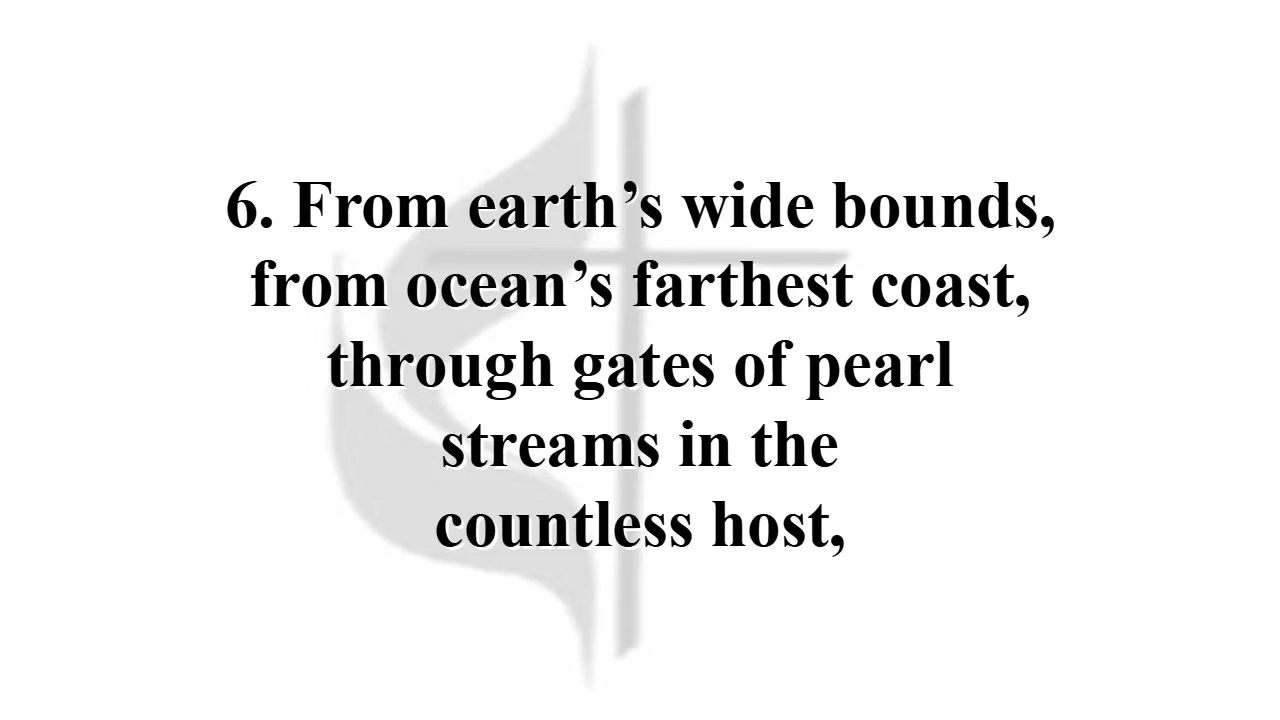 6. From earth’s wide bounds,
from ocean’s farthest coast,
through gates of pearl
streams in the
countless host,